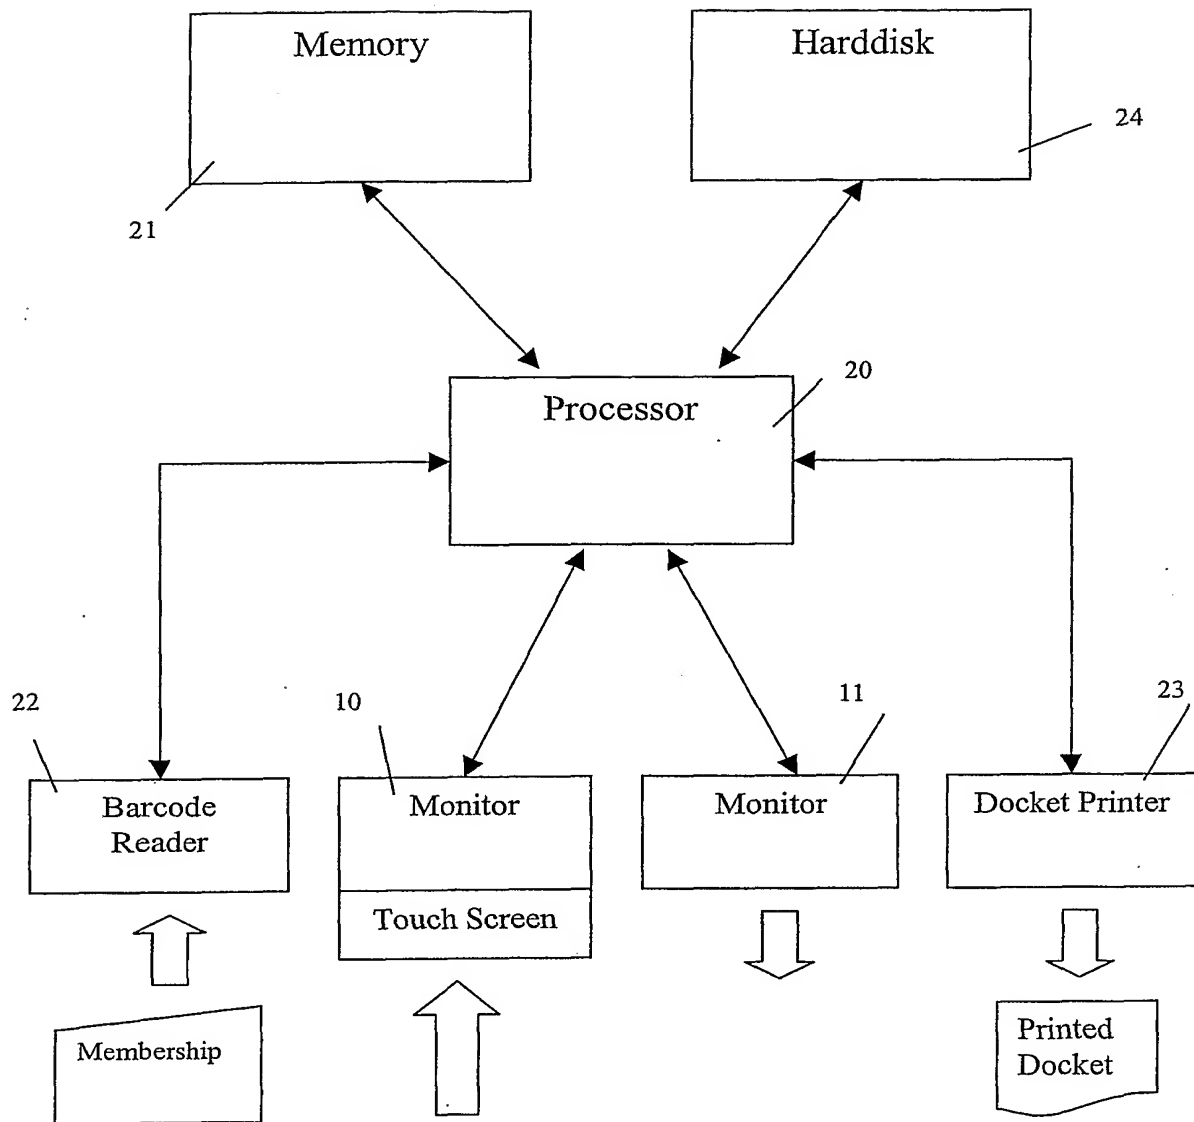 Memory
Harddisk
24
21
20
Processor
22
10
11
23
Barcode
Reader
Monitor
Monitor
Docket Printer
Touch Screen
Membership
Printed
Docket